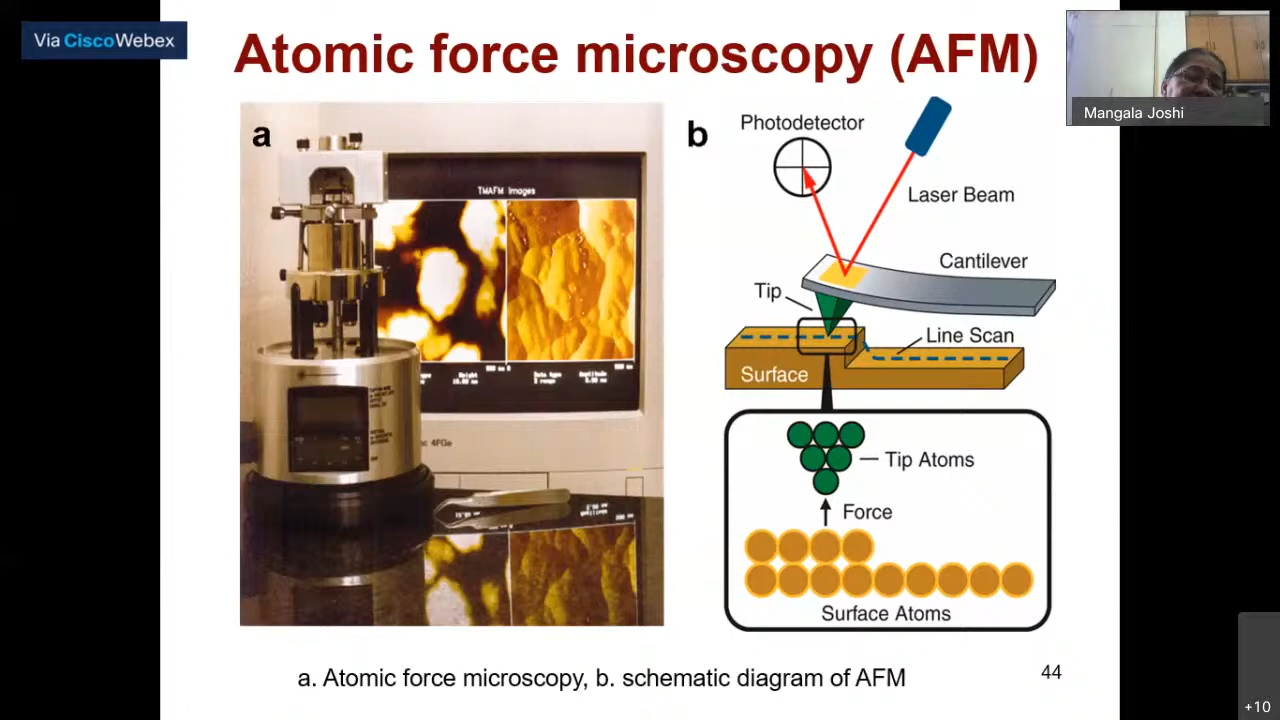 Via CiscoWebex
Atomic force microscopy (AFM)
Mangala Joshi
a
TMAFM Images
b
Photodetector
Laser Beam
Cantilever
Tip
Line Scan
Surface
Tip Atoms
Force
Surface Atoms
a. Atomic force microscopy, b. schematic diagram of AFM
44
+10